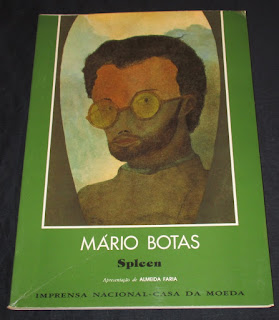 MÁRIO BOTAS
Spleen
Apresentação de ALMEIDA FARIA
IMPRENSA NACIONAL-CASA DA MOEDA